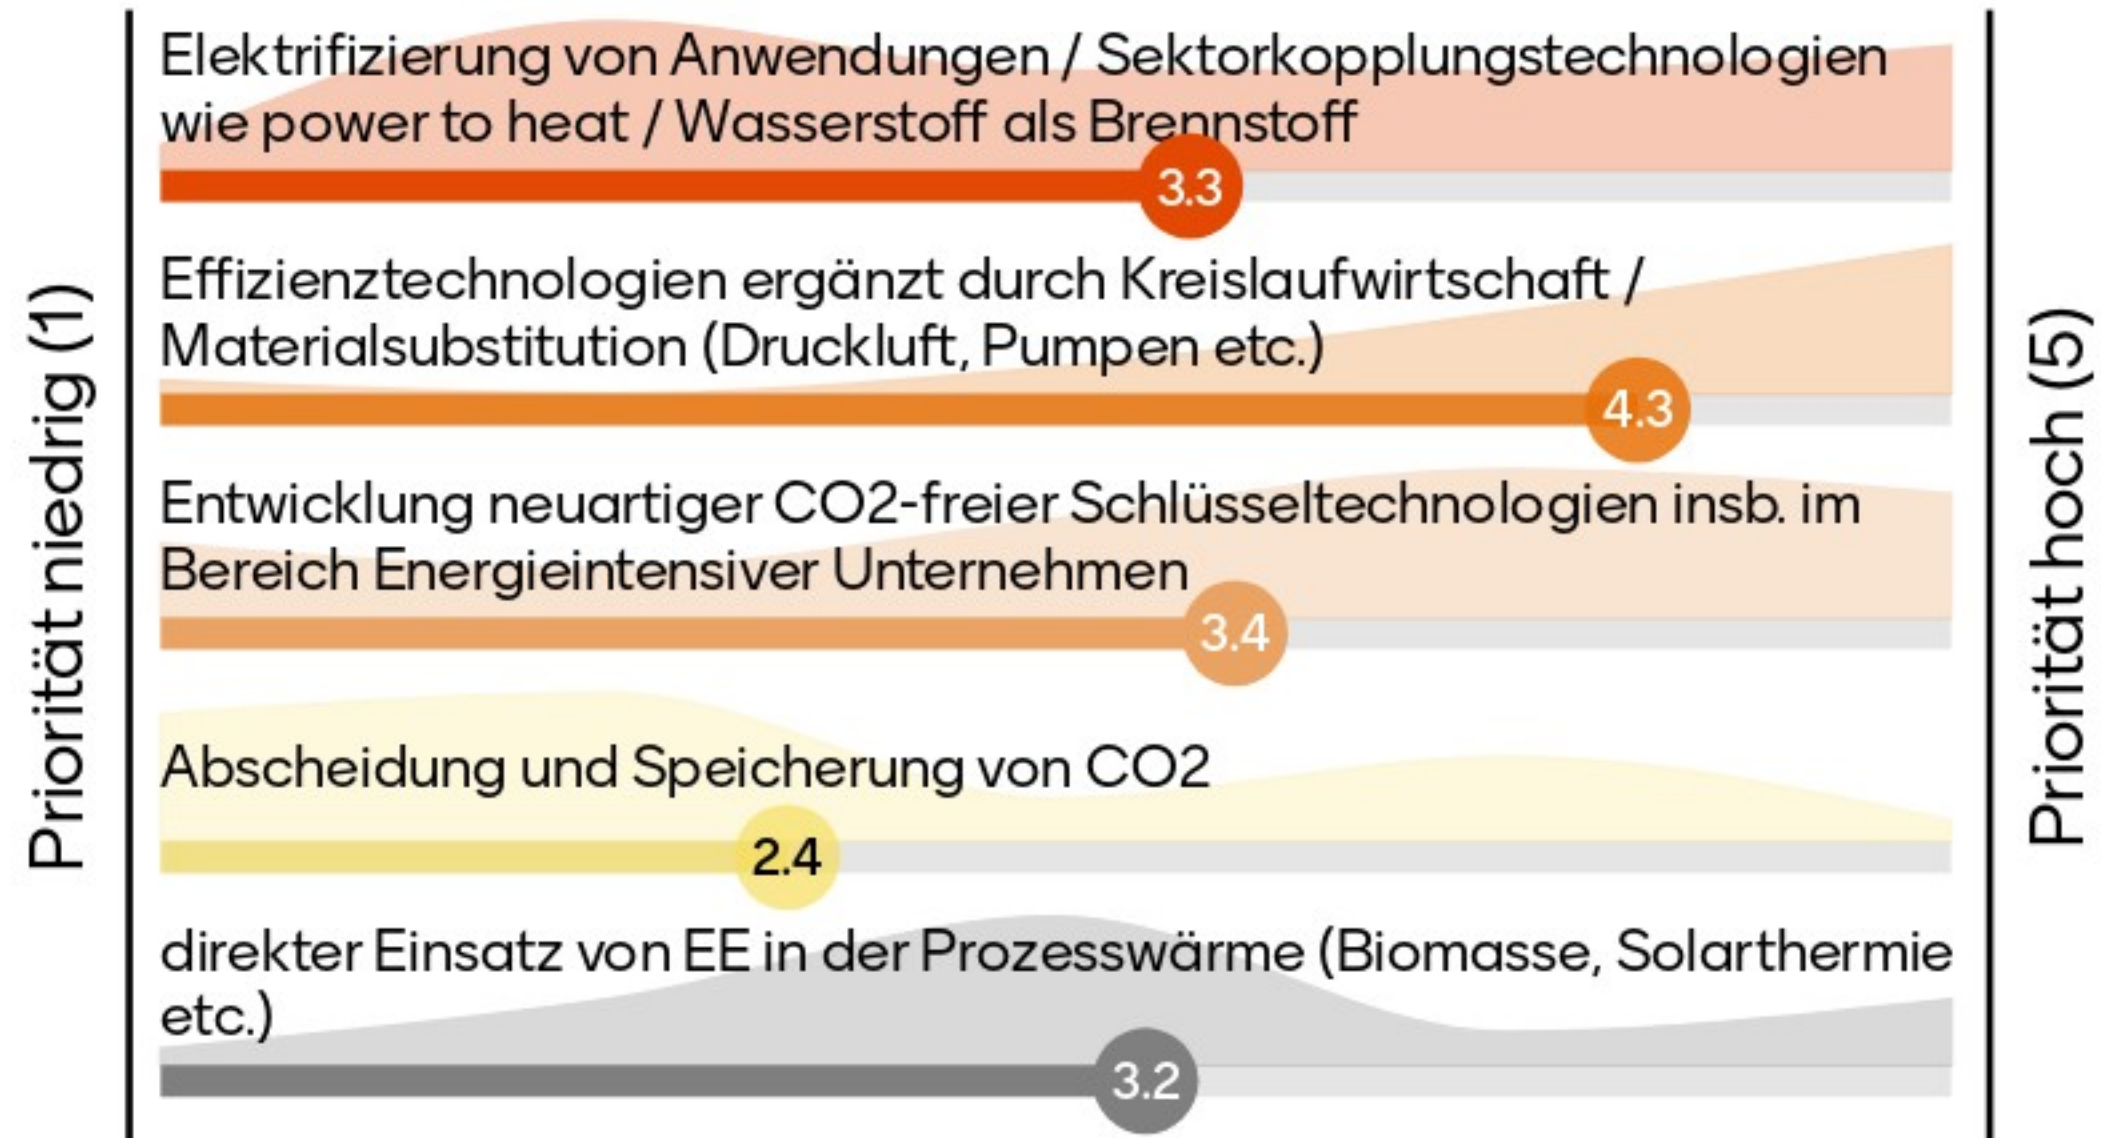 Elektrifizierung von Anwendungen / Sektorkopplungstechnologien
wie power to heat / Wasserstoff als Brennstoff
3.3
Effizienztechnologien ergänzt durch Kreislaufwirtschaft /
Materialsubstitution (Druckluft, Pumpen etc.)
4.3
Entwicklung neuartiger CO2-freier Schlüsseltechnologien insb. im
Bereich Energieintensiver Unternehmen
3.4
Abscheidung und Speicherung von CO2
2.4
direkter Einsatz von EE in der Prozesswärme (Biomasse, Solarthermie
etc.)
3.2
Priorität niedrig (1)
Priorität hoch (5)